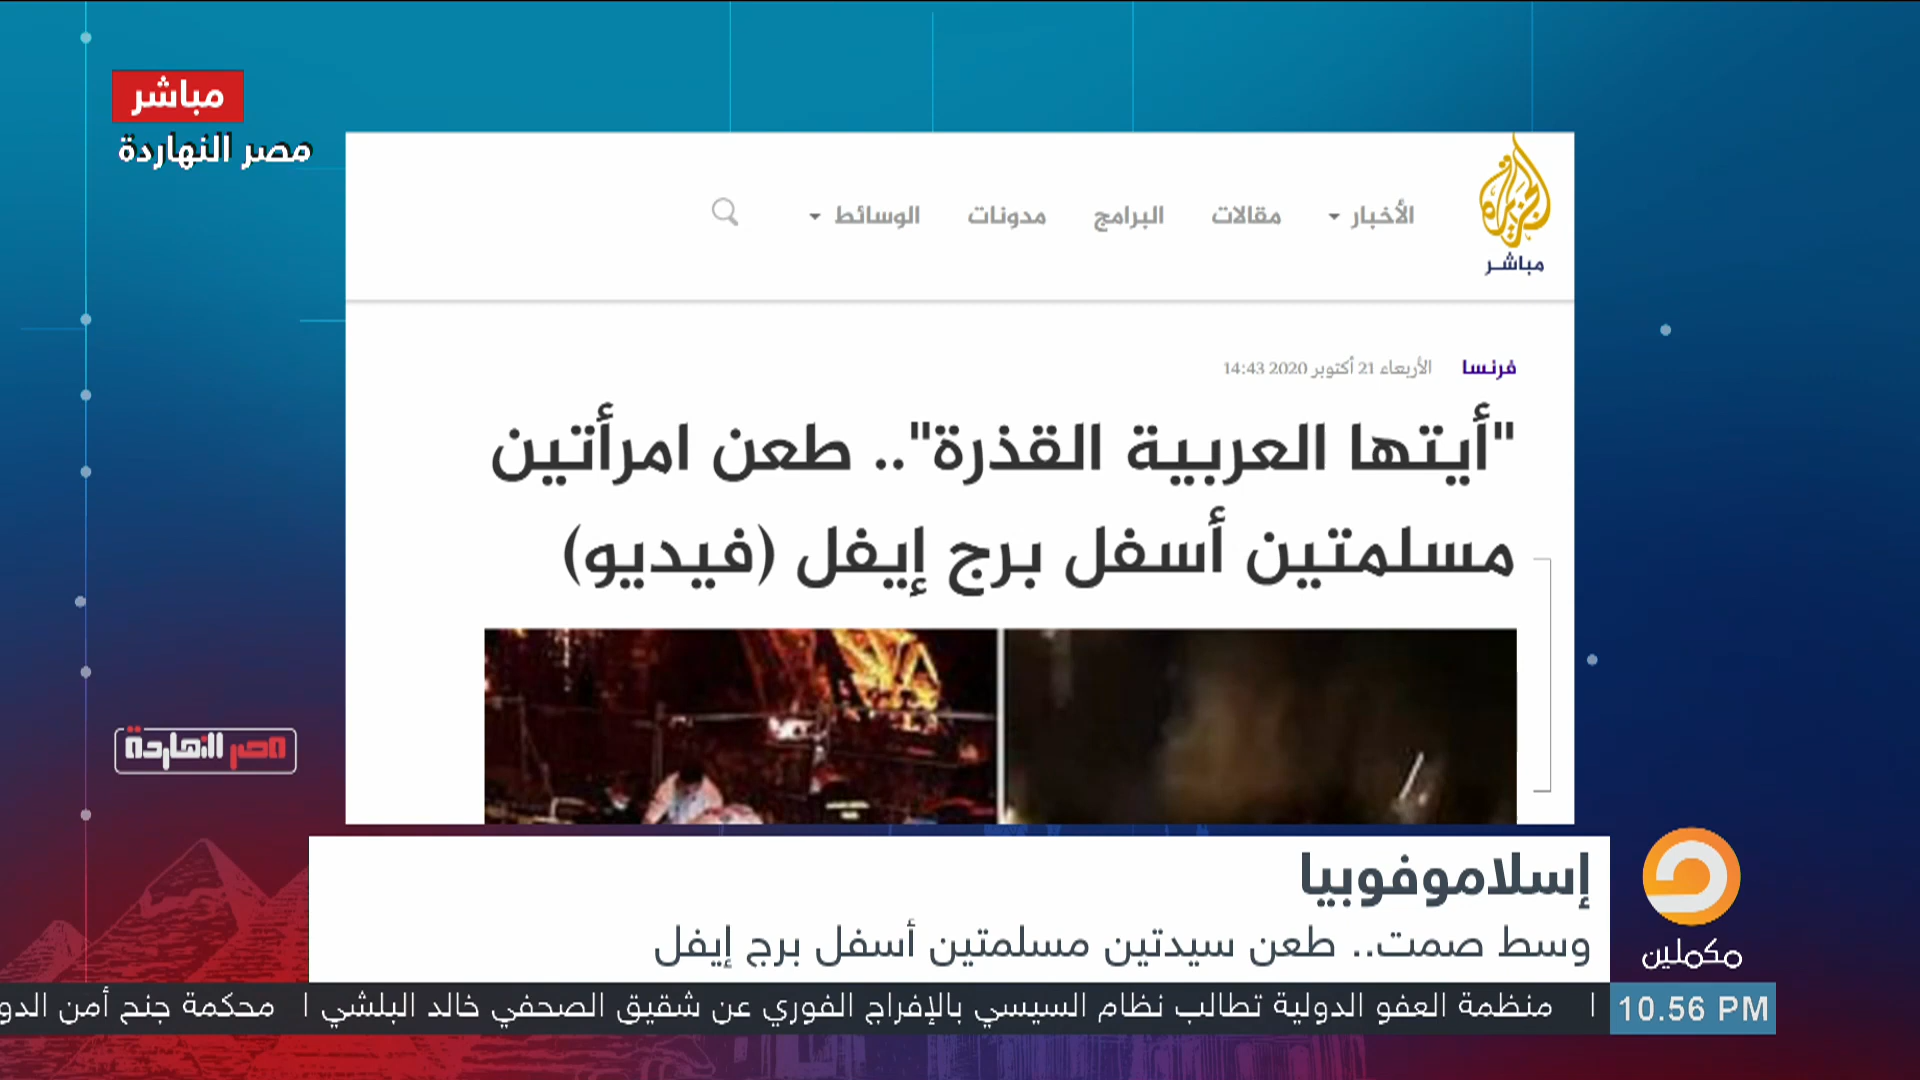 مباشر
مصر النهاردة
الجزيرة
مباشر
الأخبار
مقالات
البرامج
مدونات
الوسائط
فرنسا
الأربعاء 21 أكتوبر 2020 14:43
"أيتها العربية القذرة".. طعن امرأتين
مسلمتين أسفل برج إيفل (فيديو)
مصر النهاردة
إسلاموفوبيا
وسط صمت.. طعن سيدتين مسلمتين أسفل برج إيفل
مكملين
10.56 PM
| منظمة العفو الدولية تطالب نظام السيسي بالإفراج الفوري عن شقيق الصحفي خالد البلشي | محكمة جنح أمن الدو